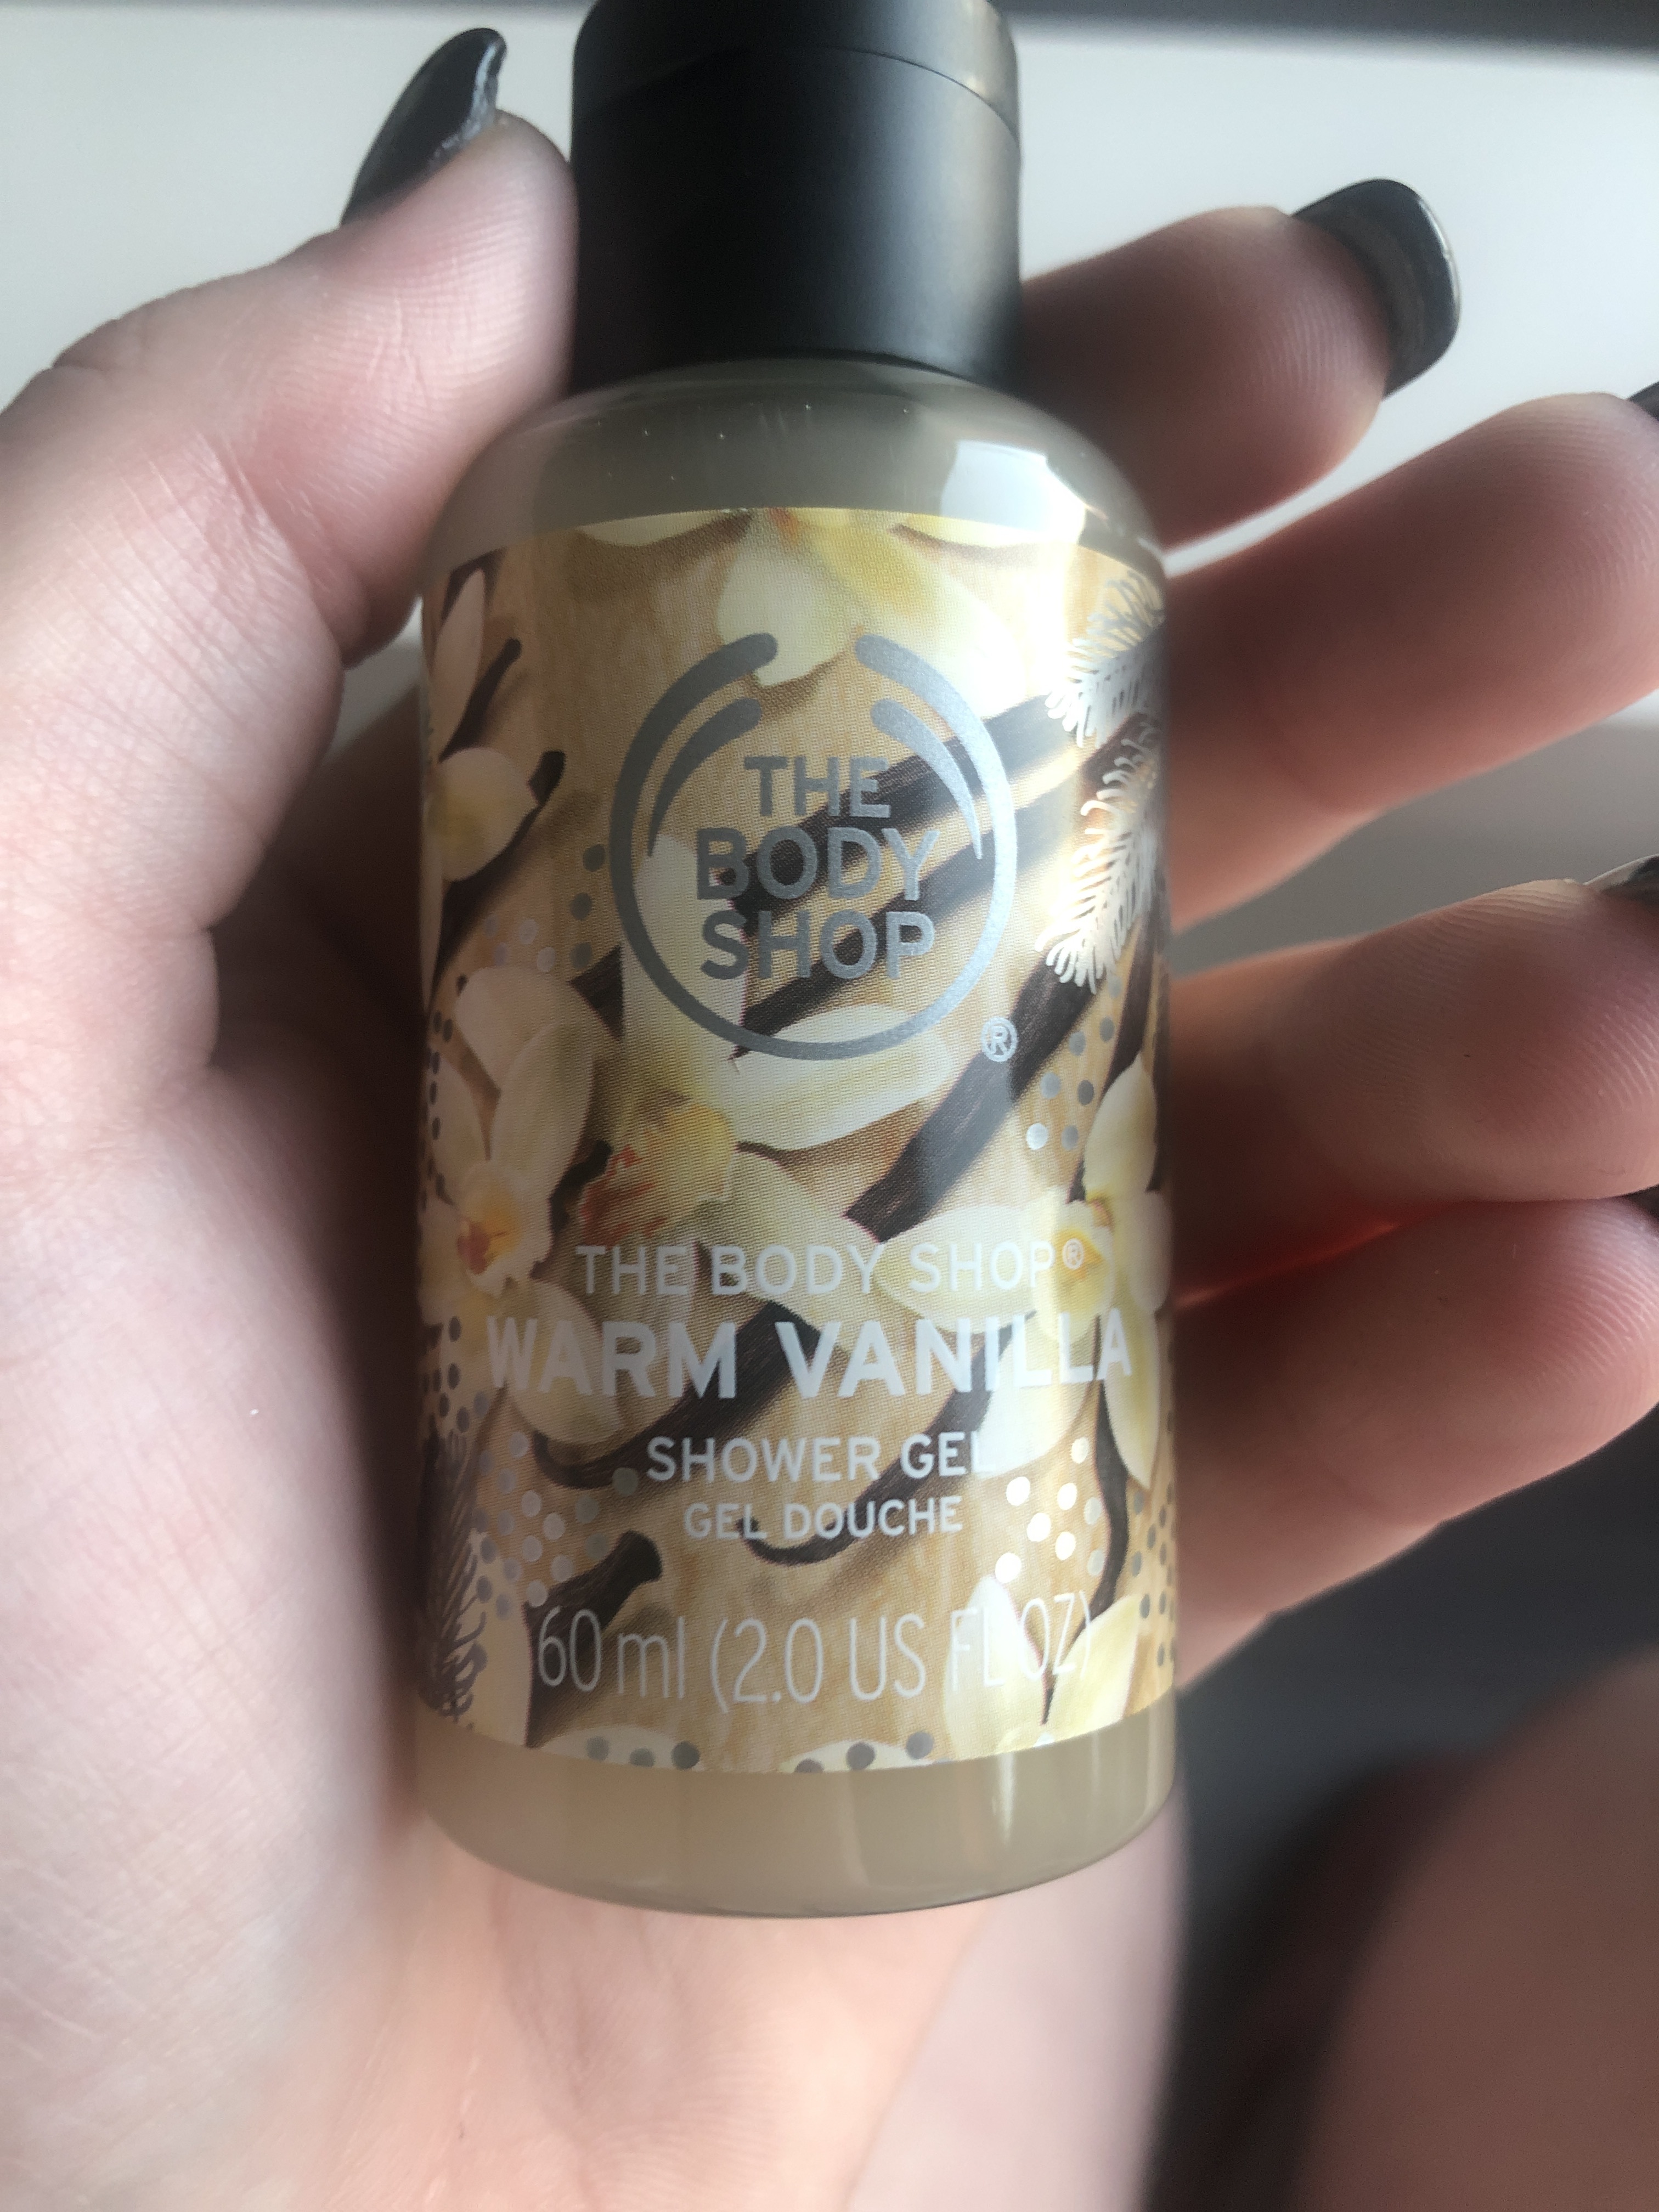 THE
BODY
SHOP
®
THE BODY SHOP®
WARM VANILLA
SHOWER GEL
GEL DOUCHE
60 ml (2.0 US FL OZ)